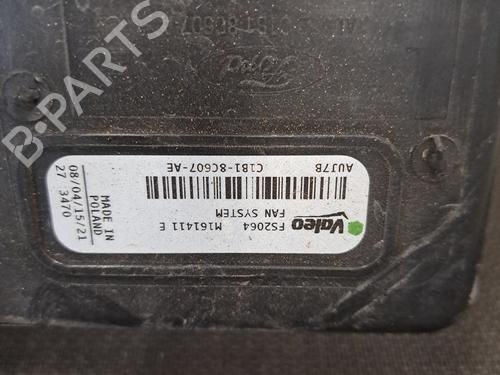 AUJ7B
C1B1-8C607-AE
FS2064 M161411 E
FAN SYSTEM
Valeo
MADE IN
POLAND
08/04/15/21
27 3470
Ford
B-PARTS